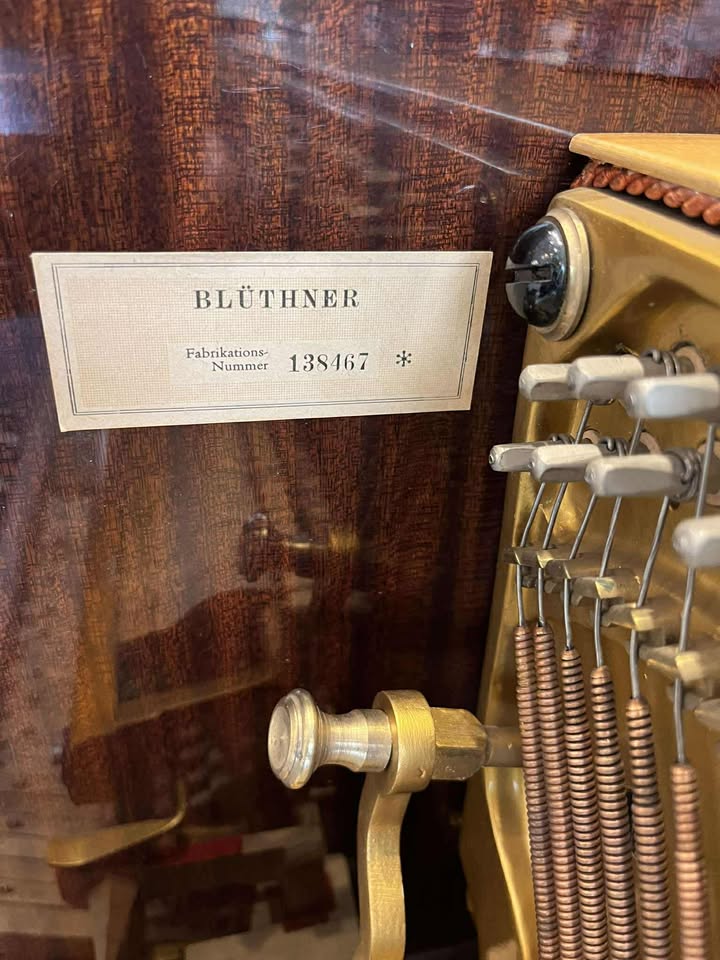 BLÜTHNER
Fabrikations-
Nummer 138467 *